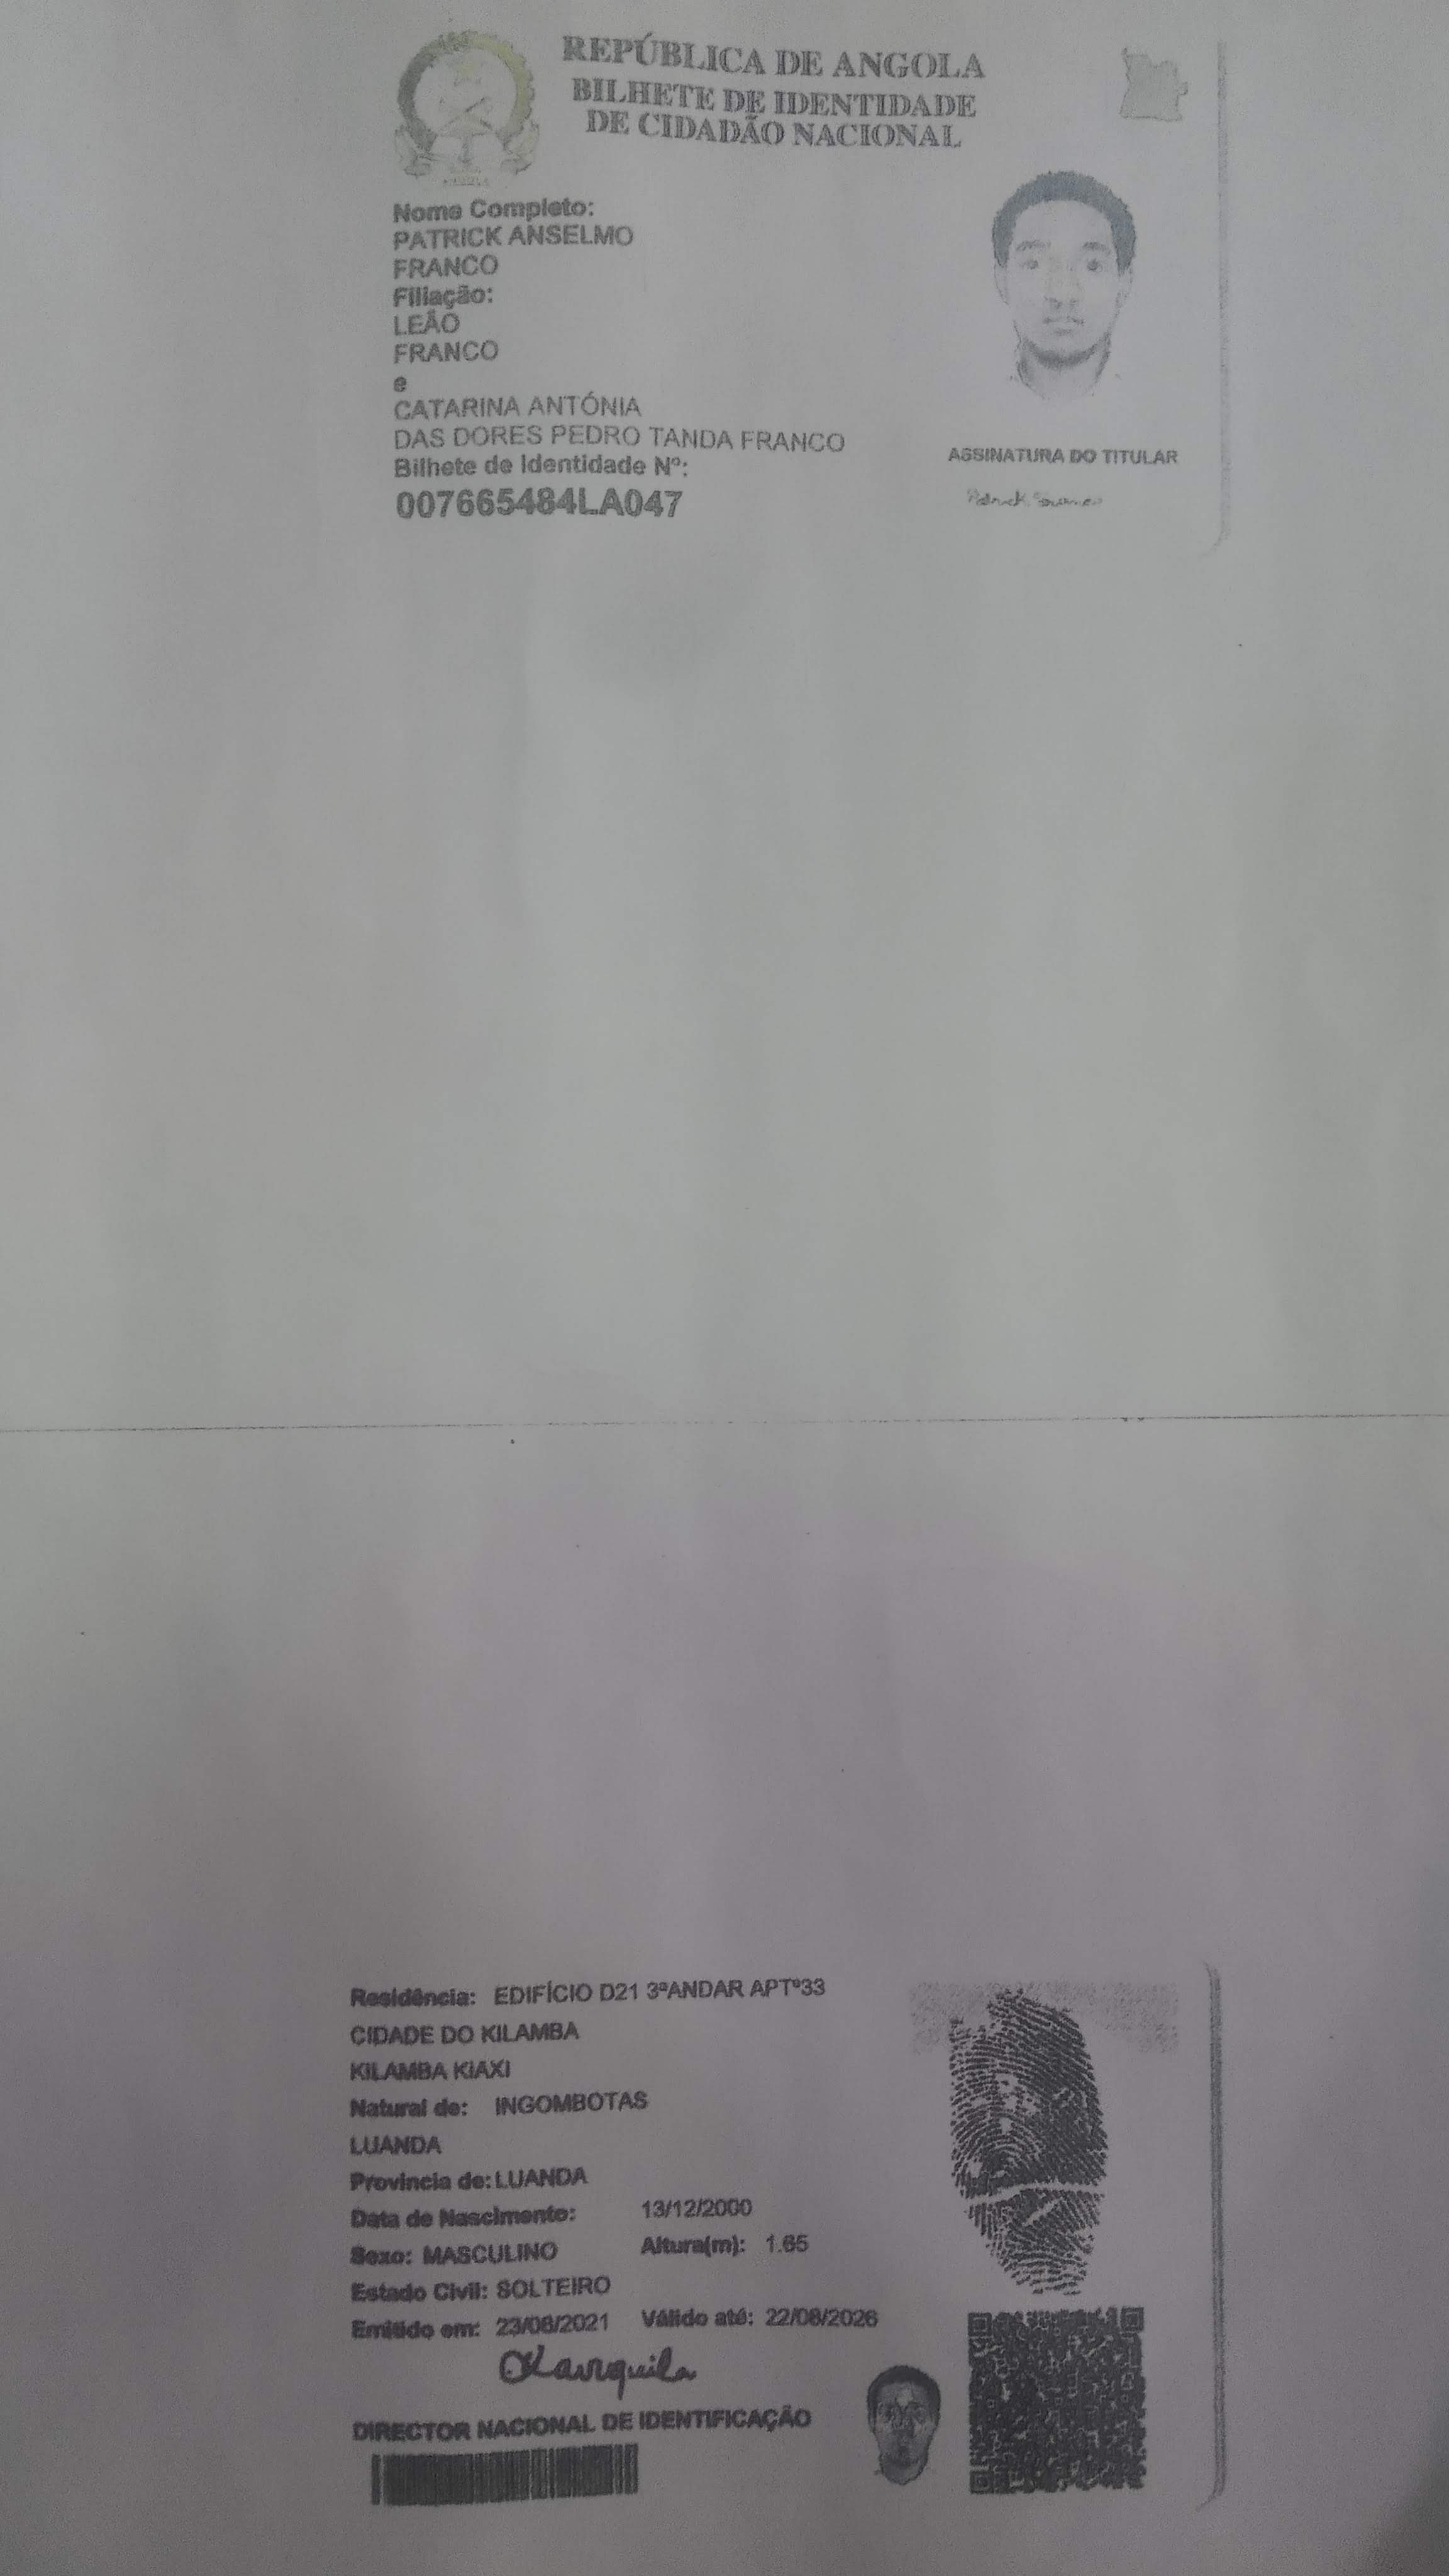 REPÚBLICA DE ANGOLA
BILHETE DE IDENTIDADE
DE CIDADÃO NACIONAL
Nome Completo:
PATRICK ANSELMO
FRANCO
Filiação:
LEÃO
FRANCO
e
CATARINA ANTÓNIA
DAS DORES PEDRO TANDA FRANCO
Bilhete de Identidade Nº:
007665484LA047
ASSINATURA DO TITULAR
Patrick Franco
Residência: EDIFÍCIO D21 3ºANDAR APTº33
CIDADE DO KILAMBA
KILAMBA KIAXI
Natural de: INGOMBOTAS
LUANDA
Província de: LUANDA
Data de Nascimento: 13/12/2000
Sexo: MASCULINO Altura(m): 1.65
Estado Civil: SOLTEIRO
Emitido em: 23/08/2021 Válido até: 22/08/2026
DIRECTOR NACIONAL DE IDENTIFICAÇÃO